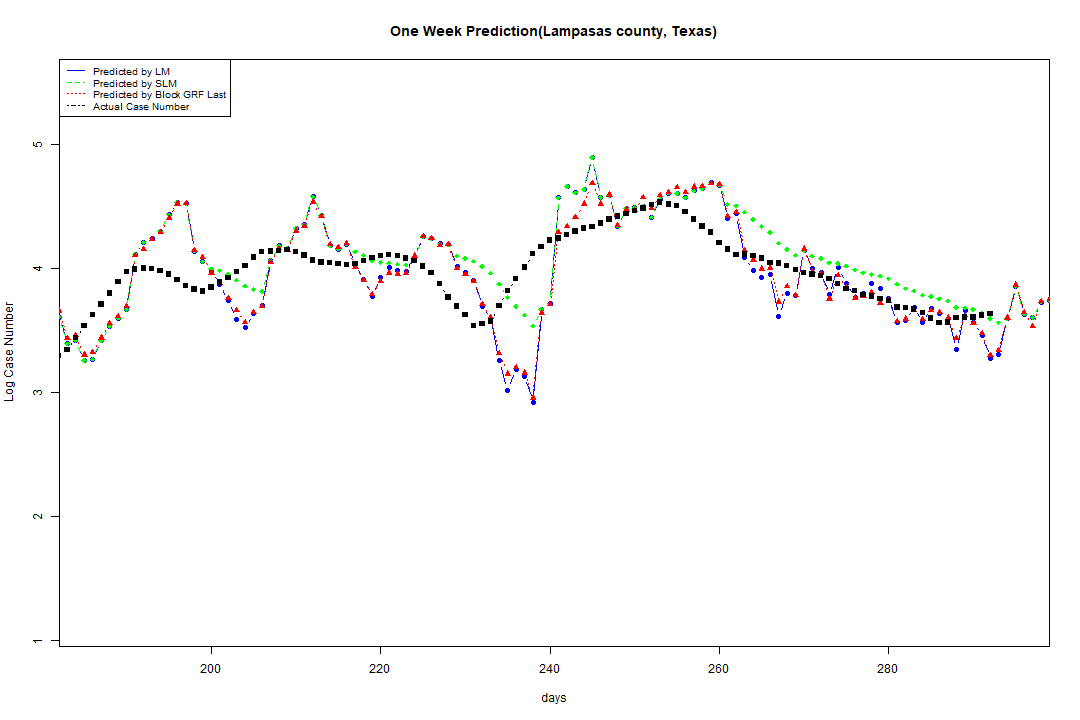 One Week Prediction(Lampasas county, Texas)
Predicted by LM
Predicted by SLM
Predicted by Block GRF Last
Actual Case Number
5
4
3
2
1
Log Case Number
200 220 240 260 280
days